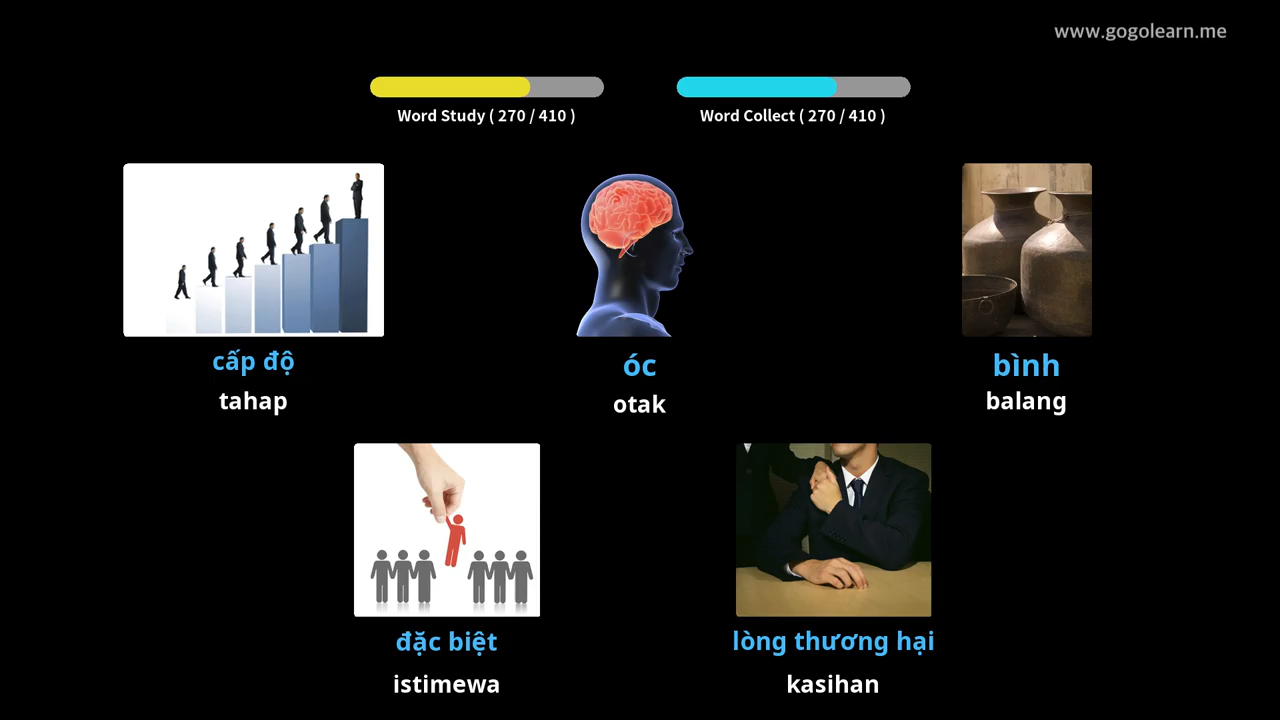 www.gogolearn.me
Word Study ( 270 / 410 )
Word Collect ( 270 / 410 )
cấp độ
tahap
óc
otak
bình
balang
đặc biệt
istimewa
lòng thương hại
kasihan